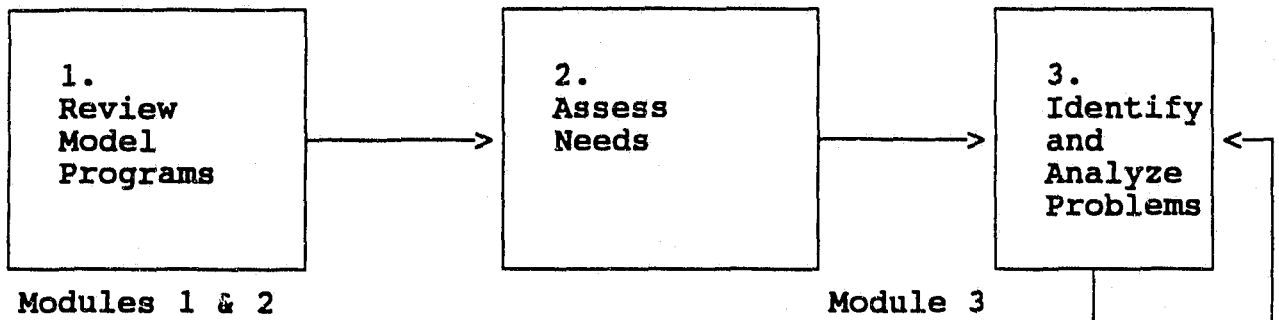 1.
Review
Model
Programs
2.
Assess
Needs
3.
Identify
and
Analyze
Problems
Modules 1 & 2
Module 3